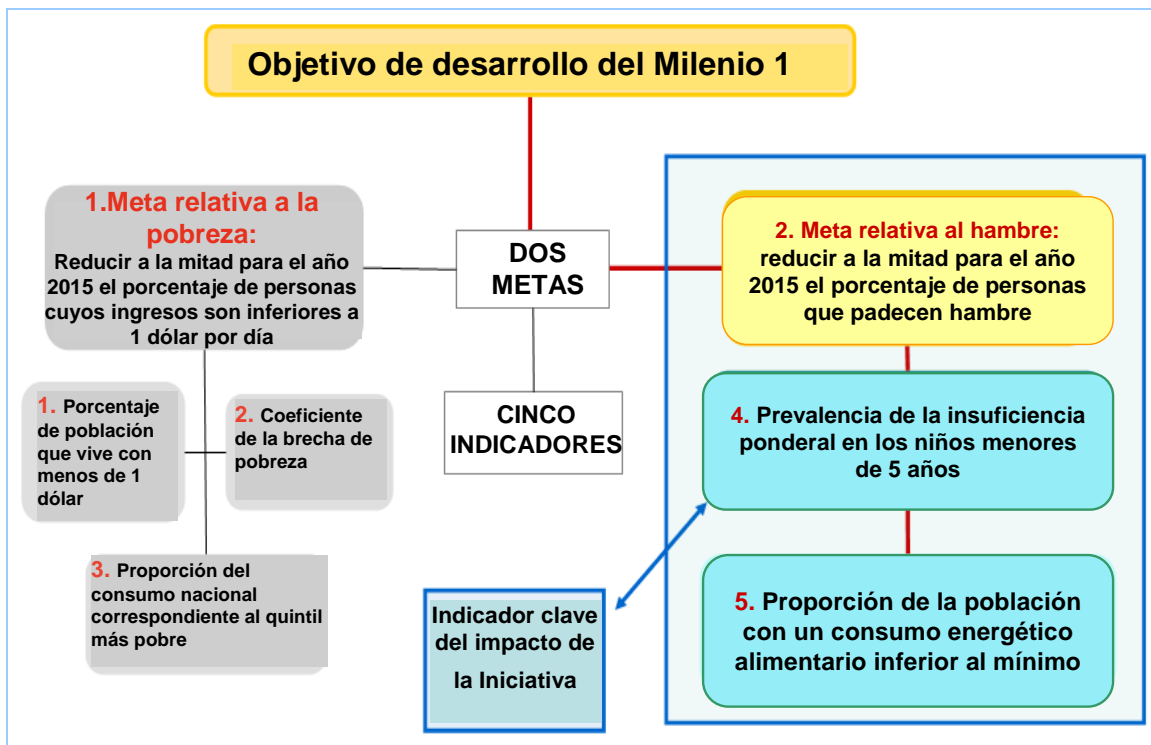 Objetivo de desarrollo del Milenio 1
1.Meta relativa a la
pobreza:
Reducir a la mitad para el año
2015 el porcentaje de personas
cuyos ingresos son inferiores a
1 dólar por día
DOS
METAS
2. Meta relativa al hambre:
reducir a la mitad para el año
2015 el porcentaje de personas
que padecen hambre
1. Porcentaje
de población
que vive con
menos de 1
dólar
2. Coeficiente
de la brecha de
pobreza
CINCO
INDICADORES
4. Prevalencia de la insuficiencia
ponderal en los niños menores
de 5 años
3. Proporción del
consumo nacional
correspondiente al quintil
más pobre
Indicador clave
del impacto de
la Iniciativa
5. Proporción de la población
con un consumo energético
alimentario inferior al mínimo